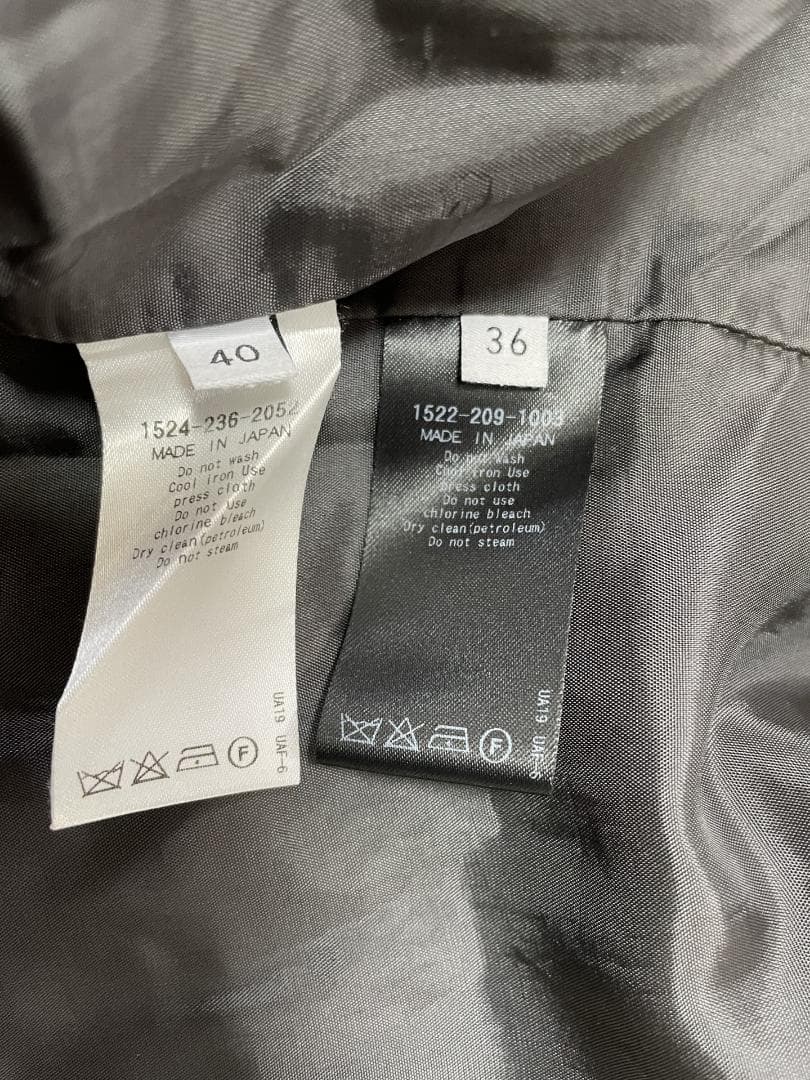 40
1524-236-2052
MADE IN JAPAN
Do not wash
Cool iron Use
press cloth
Do not use
chlorine bleach
Dry clean(petroleum)
Do not steam
UA19 UAF-6
F
36
1522-209-1003
MADE IN JAPAN
Do not wash
Cool iron Use
press cloth
Do not use
chlorine bleach
Dry clean(petroleum)
Do not steam
UA19 UAF-6
F